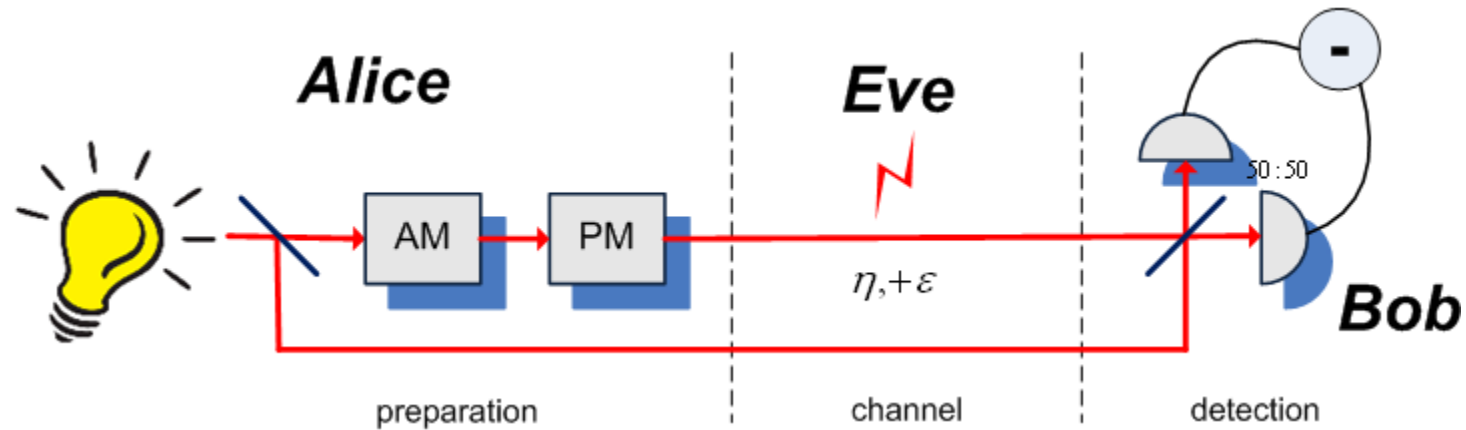 Alice
Eve
-
50:50
AM
PM
η,+ε
Bob
preparation
channel
detection